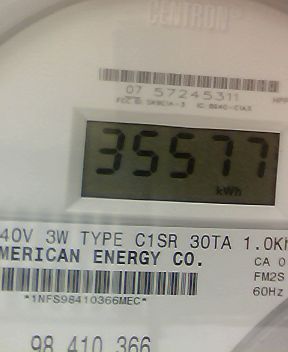 CENTRON
07 57245311
35577
kWh
40V 3W TYPE C1SR 30TA 1.0Kh
MERICAN ENERGY CO.
CA 0
FM2S
60Hz
*1NFS98410366MEC*
98 410 366